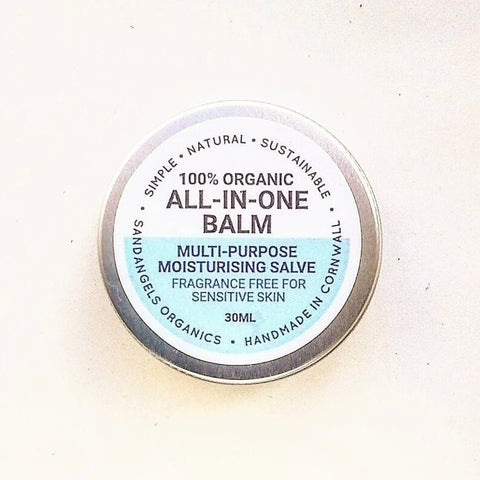 • SIMPLE • NATURAL • SUSTAINABLE •
100% ORGANIC
ALL-IN-ONE
BALM
MULTI-PURPOSE
MOISTURISING SALVE
FRAGRANCE FREE FOR
SENSITIVE SKIN
30ML
SANDANGELS ORGANICS • HANDMADE IN CORNWALL